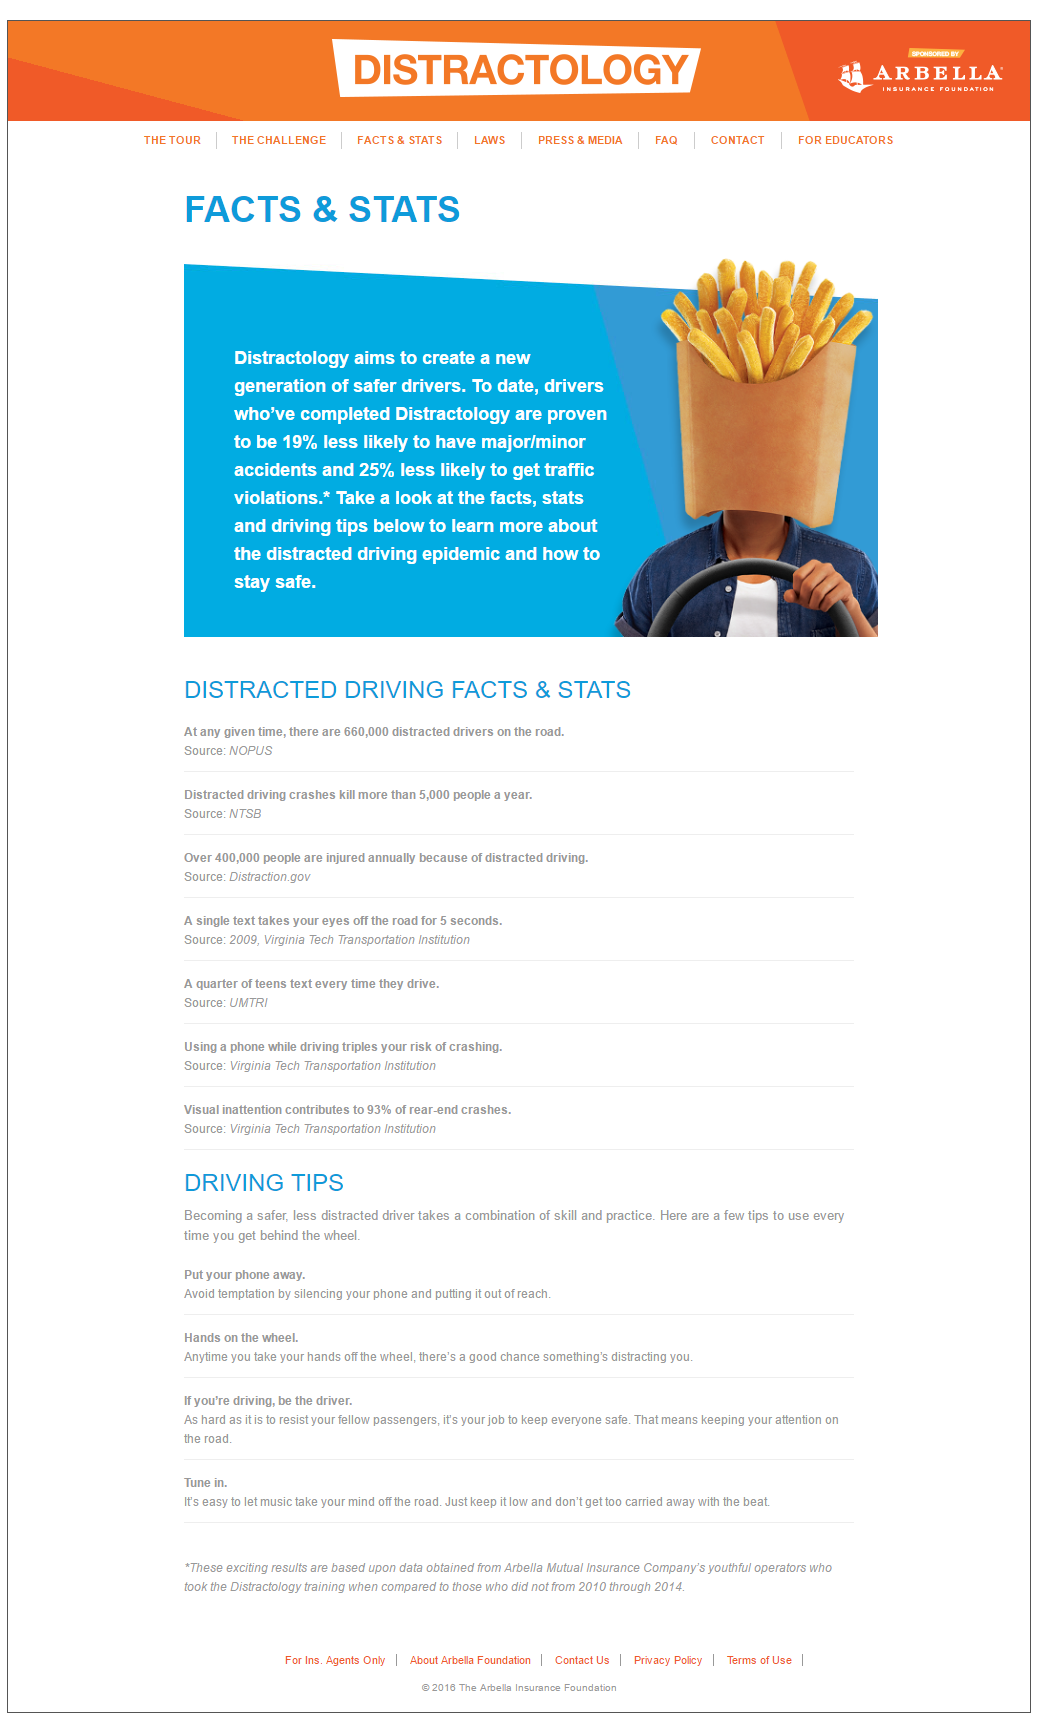 DISTRACTOLOGY
SPONSORED BY
ARBELLA
INSURANCE FOUNDATION
THE TOUR
THE CHALLENGE
FACTS & STATS
LAWS
PRESS & MEDIA
FAQ
CONTACT
FOR EDUCATORS
FACTS & STATS
Distractology aims to create a new
generation of safer drivers. To date, drivers
who've completed Distractology are proven
to be 19% less likely to have major/minor
accidents and 25% less likely to get traffic
violations.* Take a look at the facts, stats
and driving tips below to learn more about
the distracted driving epidemic and how to
stay safe.
DISTRACTED DRIVING FACTS & STATS
At any given time, there are 660,000 distracted drivers on the road.
Source: NOPUS
Distracted driving crashes kill more than 5,000 people a year.
Source: NTSB
Over 400,000 people are injured annually because of distracted driving.
Source: Distraction.gov
A single text takes your eyes off the road for 5 seconds.
Source: 2009, Virginia Tech Transportation Institution
A quarter of teens text every time they drive.
Source: UMTRI
Using a phone while driving triples your risk of crashing.
Source: Virginia Tech Transportation Institution
Visual inattention contributes to 93% of rear-end crashes.
Source: Virginia Tech Transportation Institution
DRIVING TIPS
Becoming a safer, less distracted driver takes a combination of skill and practice. Here are a few tips to use every
time you get behind the wheel.
Put your phone away.
Avoid temptation by silencing your phone and putting it out of reach.
Hands on the wheel.
Anytime you take your hands off the wheel, there's a good chance something's distracting you.
If you're driving, be the driver.
As hard as it is to resist your fellow passengers, it's your job to keep everyone safe. That means keeping your attention on
the road.
Tune in.
It's easy to let music take your mind off the road. Just keep it low and don't get too carried away with the beat.
*These exciting results are based upon data obtained from Arbella Mutual Insurance Company's youthful operators who
took the Distractology training when compared to those who did not from 2010 through 2014.
For Ins. Agents Only
About Arbella Foundation
Contact Us
Privacy Policy
Terms of Use
© 2016 The Arbella Insurance Foundation